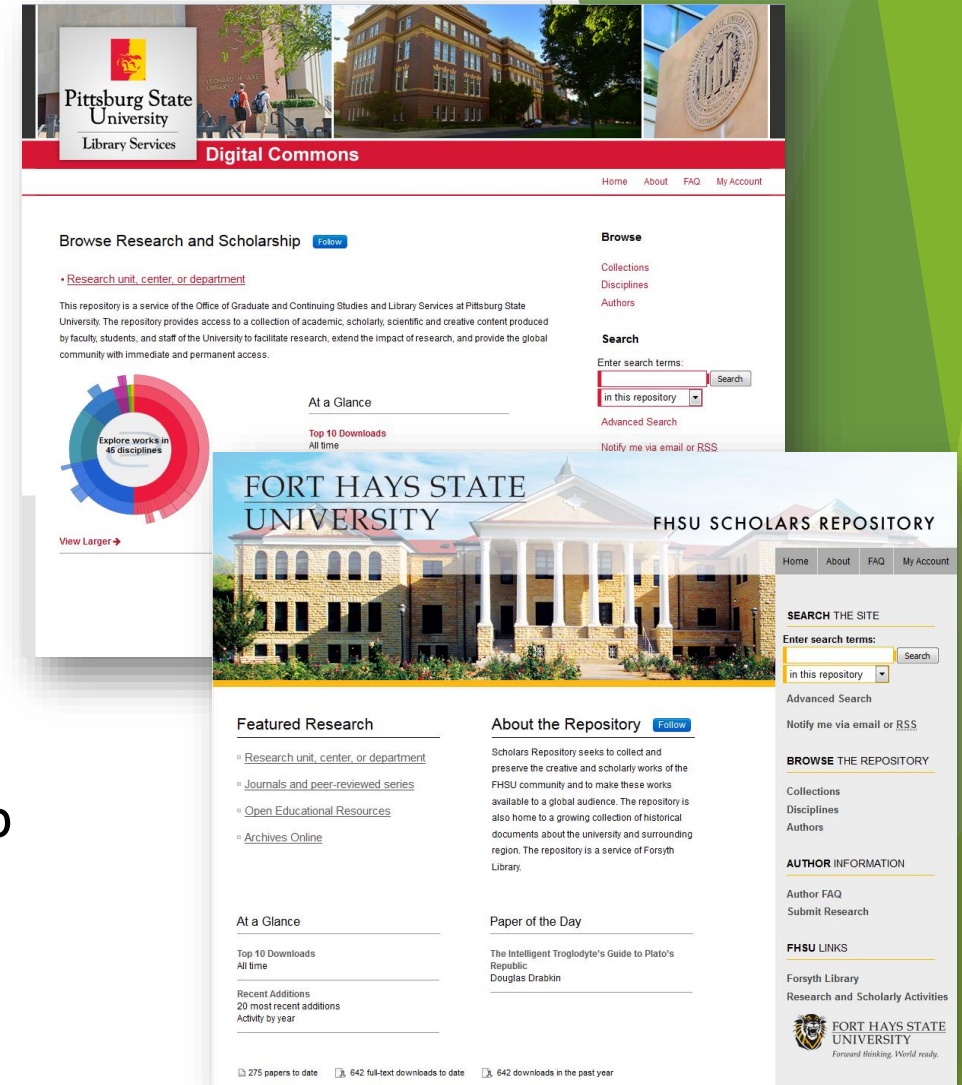 Pittsburg State
University
Library Services
LEONARD H. AXE
LIBRARY
Digital Commons
Home About FAQ My Account
Browse Research and Scholarship Follow
• Research unit, center, or department
This repository is a service of the Office of Graduate and Continuing Studies and Library Services at Pittsburg State
University. The repository provides access to a collection of academic, scholarly, scientific and creative content produced
by faculty, students, and staff of the University to facilitate research, extend the impact of research, and provide the global
community with immediate and permanent access.
Explore works in
45 disciplines
View Larger →
At a Glance
Top 10 Downloads
All time
Browse
Collections
Disciplines
Authors
Search
Enter search terms:
Search
in this repository
Advanced Search
Notify me via email or RSS
FORT HAYS STATE
UNIVERSITY
FHSU SCHOLARS REPOSITORY
Home About FAQ My Account
Featured Research
Research unit, center, or department
Journals and peer-reviewed series
Open Educational Resources
Archives Online
About the Repository Follow
Scholars Repository seeks to collect and
preserve the creative and scholarly works of the
FHSU community and to make these works
available to a global audience. The repository is
also home to a growing collection of historical
documents about the university and surrounding
region. The repository is a service of Forsyth
Library.
At a Glance
Top 10 Downloads
All time
Recent Additions
20 most recent additions
Activity by year
Paper of the Day
The Intelligent Troglodyte's Guide to Plato's
Republic
Douglas Drabkin
275 papers to date 642 full-text downloads to date 642 downloads in the past year
SEARCH THE SITE
Enter search terms:
Search
in this repository
Advanced Search
Notify me via email or RSS
BROWSE THE REPOSITORY
Collections
Disciplines
Authors
AUTHOR INFORMATION
Author FAQ
Submit Research
FHSU LINKS
Forsyth Library
Research and Scholarly Activities
FORT HAYS STATE
UNIVERSITY
Forward thinking. World ready.